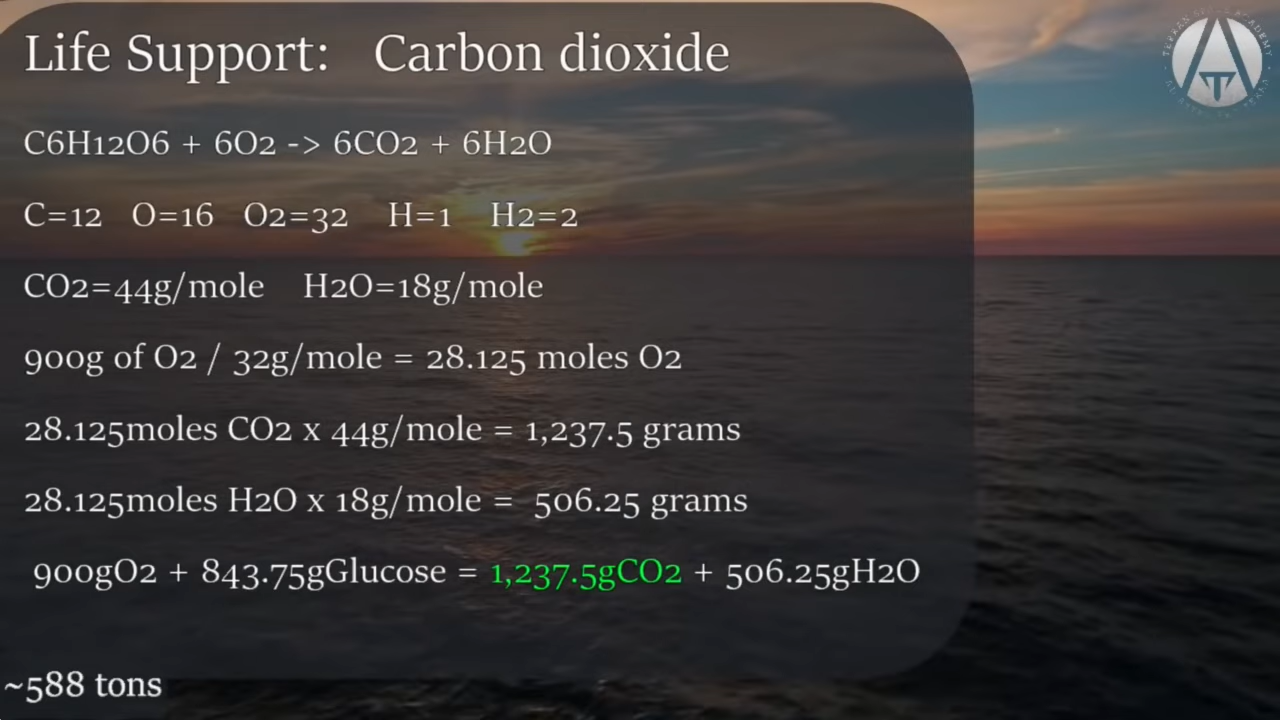 Life Support: Carbon dioxide
C6H12O6 + 6O2 -> 6CO2 + 6H2O
C=12 O=16 O2=32 H=1 H2=2
CO2=44g/mole H2O=18g/mole
900g of O2 / 32g/mole = 28.125 moles O2
28.125moles CO2 x 44g/mole = 1,237.5 grams
28.125moles H2O x 18g/mole = 506.25 grams
900gO2 + 843.75gGlucose = 1,237.5gCO2 + 506.25gH2O
~588 tons
TERRAN SPACE ACADEMY